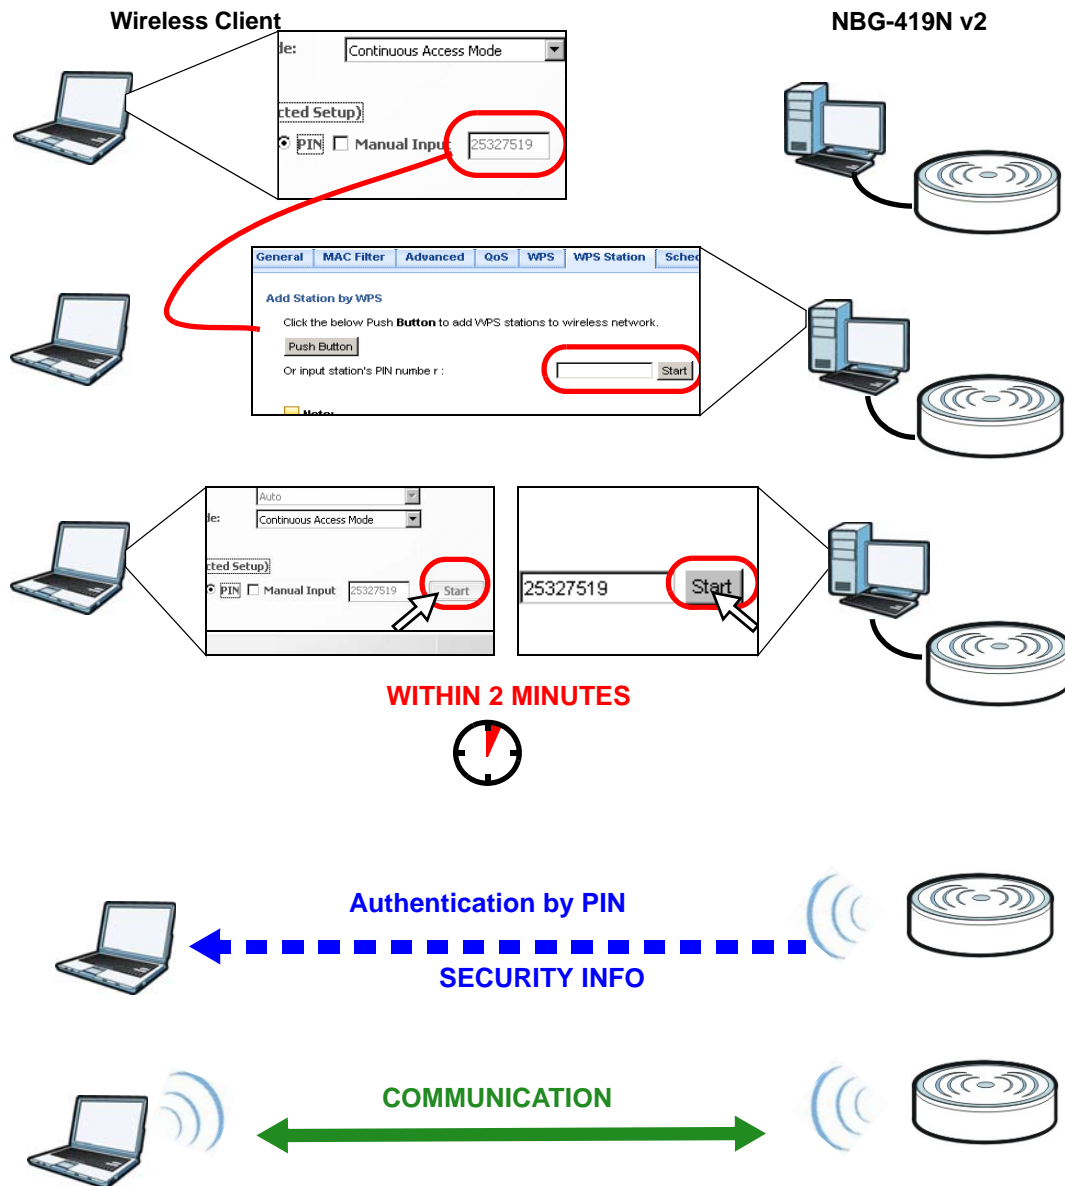 Wireless Client
NBG-419N v2
de:
Continuous Access Mode
cted Setup)
PIN Manual Input 25327519
General MAC Filter Advanced QoS WPS WPS Station Sched
Add Station by WPS
Click the below Push Button to add WPS stations to wireless network.
Push Button
Or input station's PIN numbe r :
Start
Note:
Auto
de:
Continuous Access Mode
cted Setup)
PIN Manual Input 25327519 Start
25327519 Start
WITHIN 2 MINUTES
Authentication by PIN
SECURITY INFO
COMMUNICATION